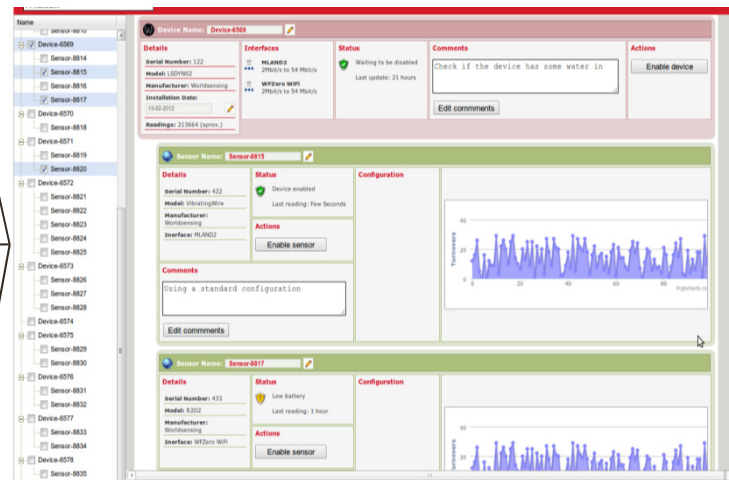 Name
Sensor-8810
Device-6569
Sensor-8814
Sensor-8815
Sensor-8816
Sensor-8817
Device-6570
Sensor-8818
Device-6571
Sensor-8819
Sensor-8820
Device-6572
Sensor-8821
Sensor-8822
Sensor-8823
Sensor-8824
Sensor-8825
Device-6573
Sensor-8826
Sensor-8827
Sensor-8828
Device-6574
Device-6575
Sensor-8829
Sensor-8830
Device-6576
Sensor-8831
Sensor-8832
Device-6577
Sensor-8833
Sensor-8834
Device-6578
Sensor-8835
Device Name: Device-6569
Details
Serial Number: 122
Model: LSDYN02
Manufacturer: Worldsensing
Installation Date:
13-02-2012
Readings: 213664 (aprox.)
Interfaces
MLAND2
2Mbit/s to 54 Mbit/s
WFZero WiFi
2Mbit/s to 54 Mbit/s
Status
Waiting to be disabled
Last update: 21 hours
Comments
Check if the device has some water in
Edit commments
Actions
Enable device
Sensor Name: Sensor-8815
Details
Serial Number: 422
Model: VibratingWire
Manufacturer:
Worldsensing
Inerface: MLAND2
Status
Device enabled
Last reading: Few Seconds
Actions
Enable sensor
Configuration
Comments
Using a standard configuration
Edit commments
Turnovers
40
20
0
0
20
40
60
80
Sensor Name: Sensor-8817
Details
Serial Number: 433
Model: K2D2
Manufacturer:
Worldsensing
Inerface: WFZero WiFi
Status
Low battery
Last reading: 1 hour
Actions
Enable sensor
Configuration
40
20